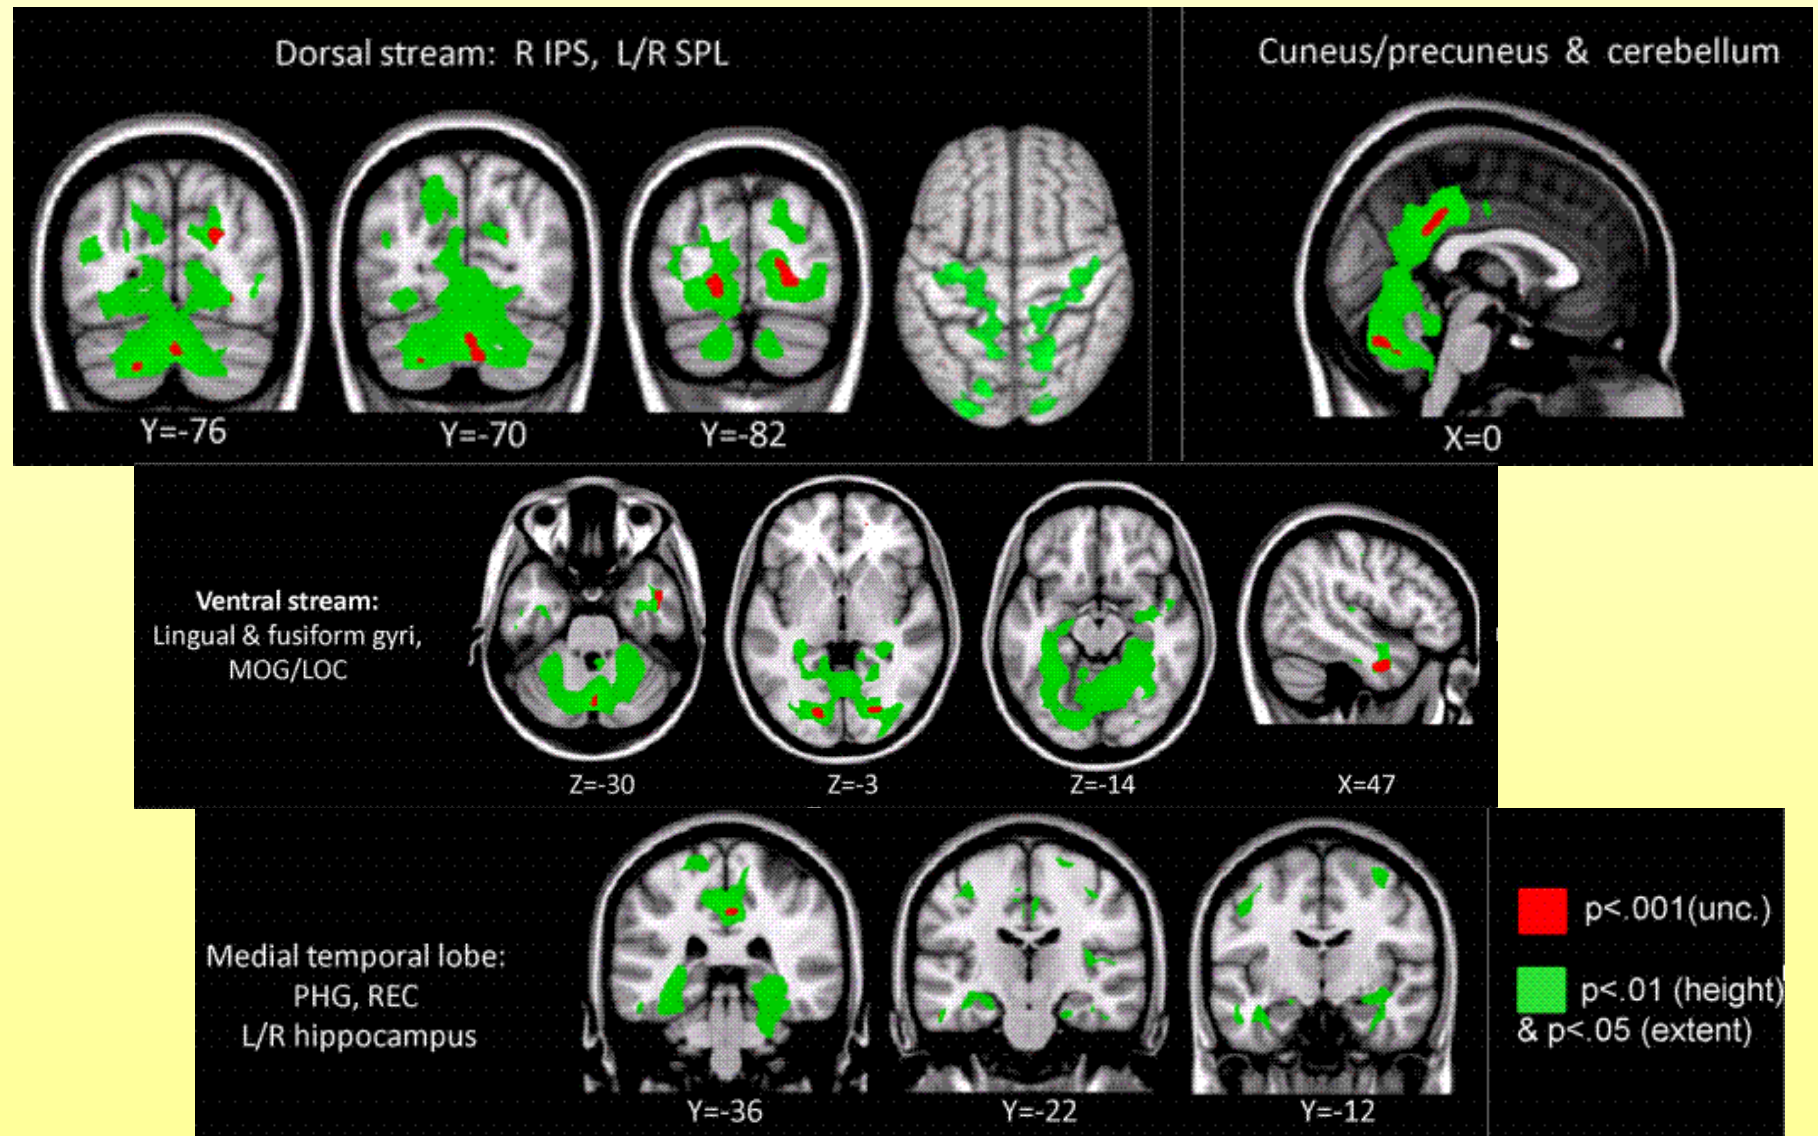 Dorsal stream: R IPS, L/R SPL
Cuneus/precuneus & cerebellum
Y=-76
Y=-70
Y=-82
X=0
Ventral stream:
Lingual & fusiform gyri,
MOG/LOC
Z=-30
Z=-3
Z=-14
X=47
Medial temporal lobe:
PHG, REC
L/R hippocampus
Y=-36
Y=-22
Y=-12
p<.001(unc.)
p<.01 (height)
& p<.05 (extent)